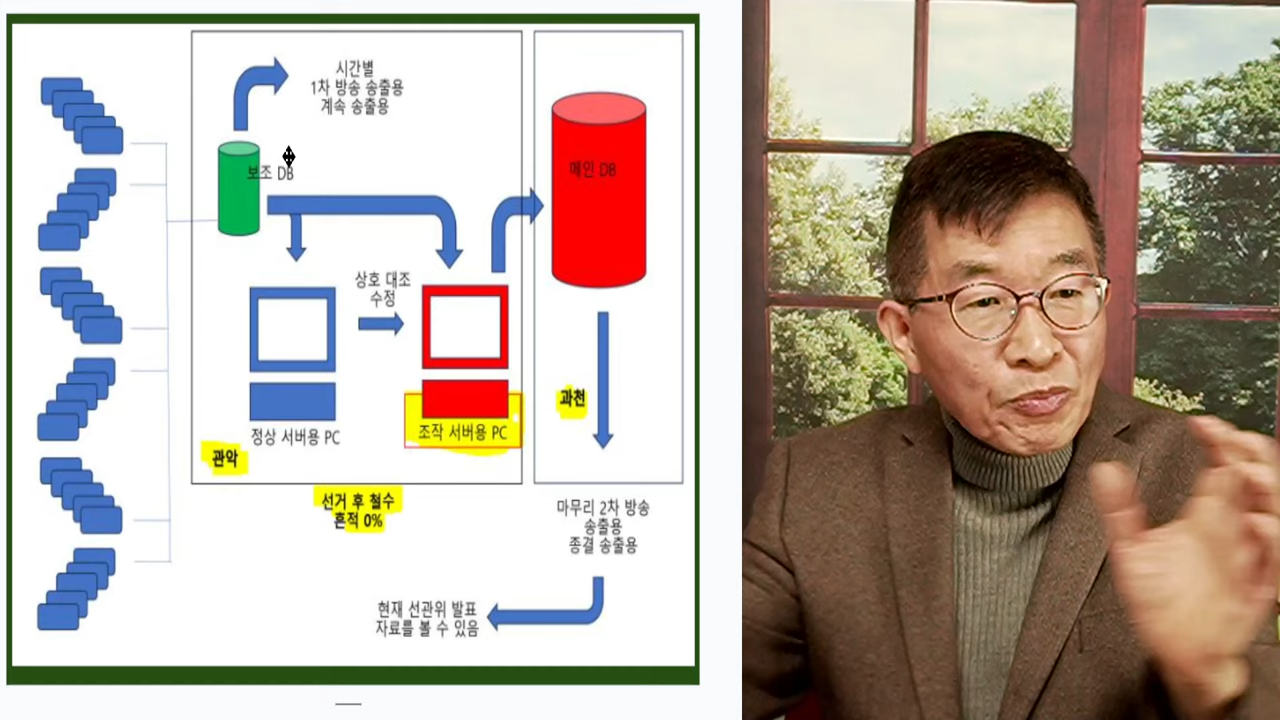 시간별
1차 방송 송출용
계속 송출용
보조 DB
메인 DB
상호 대조
수정
정상 서버용 PC
조작 서버용 PC
관악
과천
선거 후 철수
흔적 0%
마무리 2차 방송
송출용
종결 송출용
현재 선관위 발표
자료를 볼 수 있음